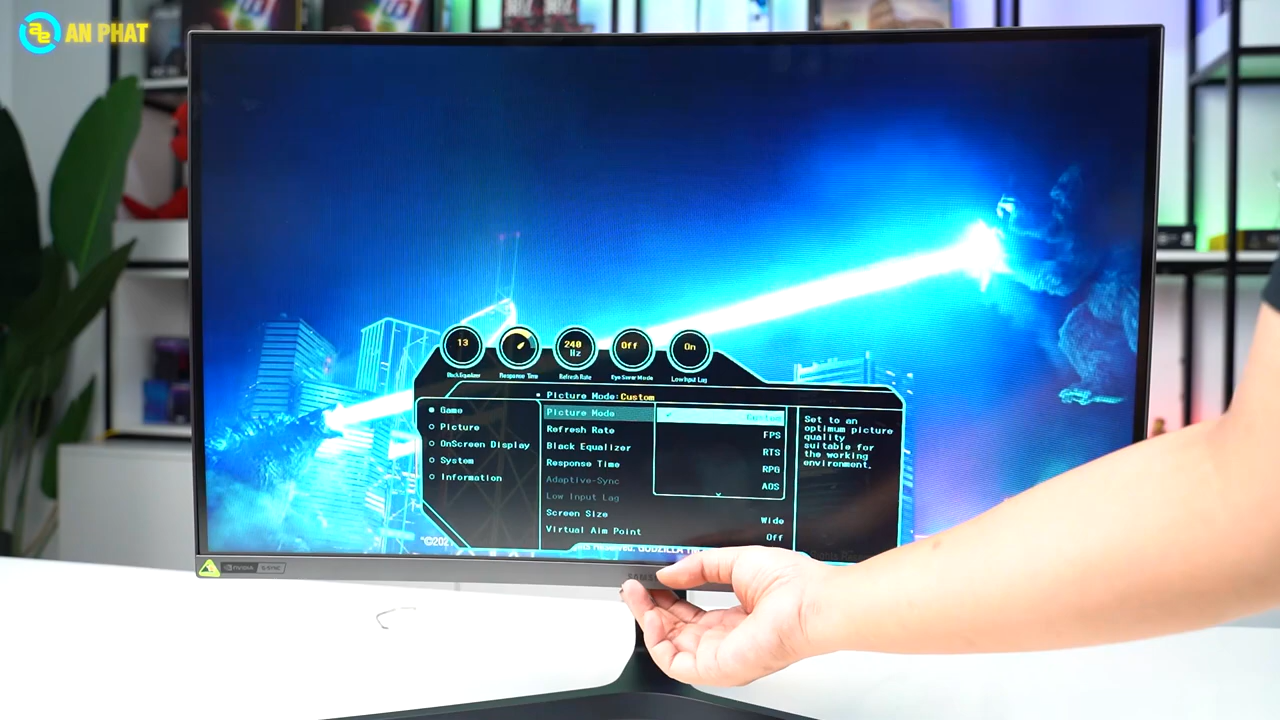 AN PHAT
13
240
Hz
Off
On
Black Equalizer
Response Time
Refresh Rate
Eye Saver Mode
Low Input Lag
Picture Mode: Custom
Game
Picture
OnScreen Display
System
Information
Picture Mode
Refresh Rate
Black Equalizer
Response Time
Adaptive-Sync
Low Input Lag
Screen Size
Wide
Virtual Aim Point
Off
Custom
FPS
RTS
RPG
AOS
Set to an
optimum picture
quality
suitable for
the working
environment.
NVIDIA G-SYNC